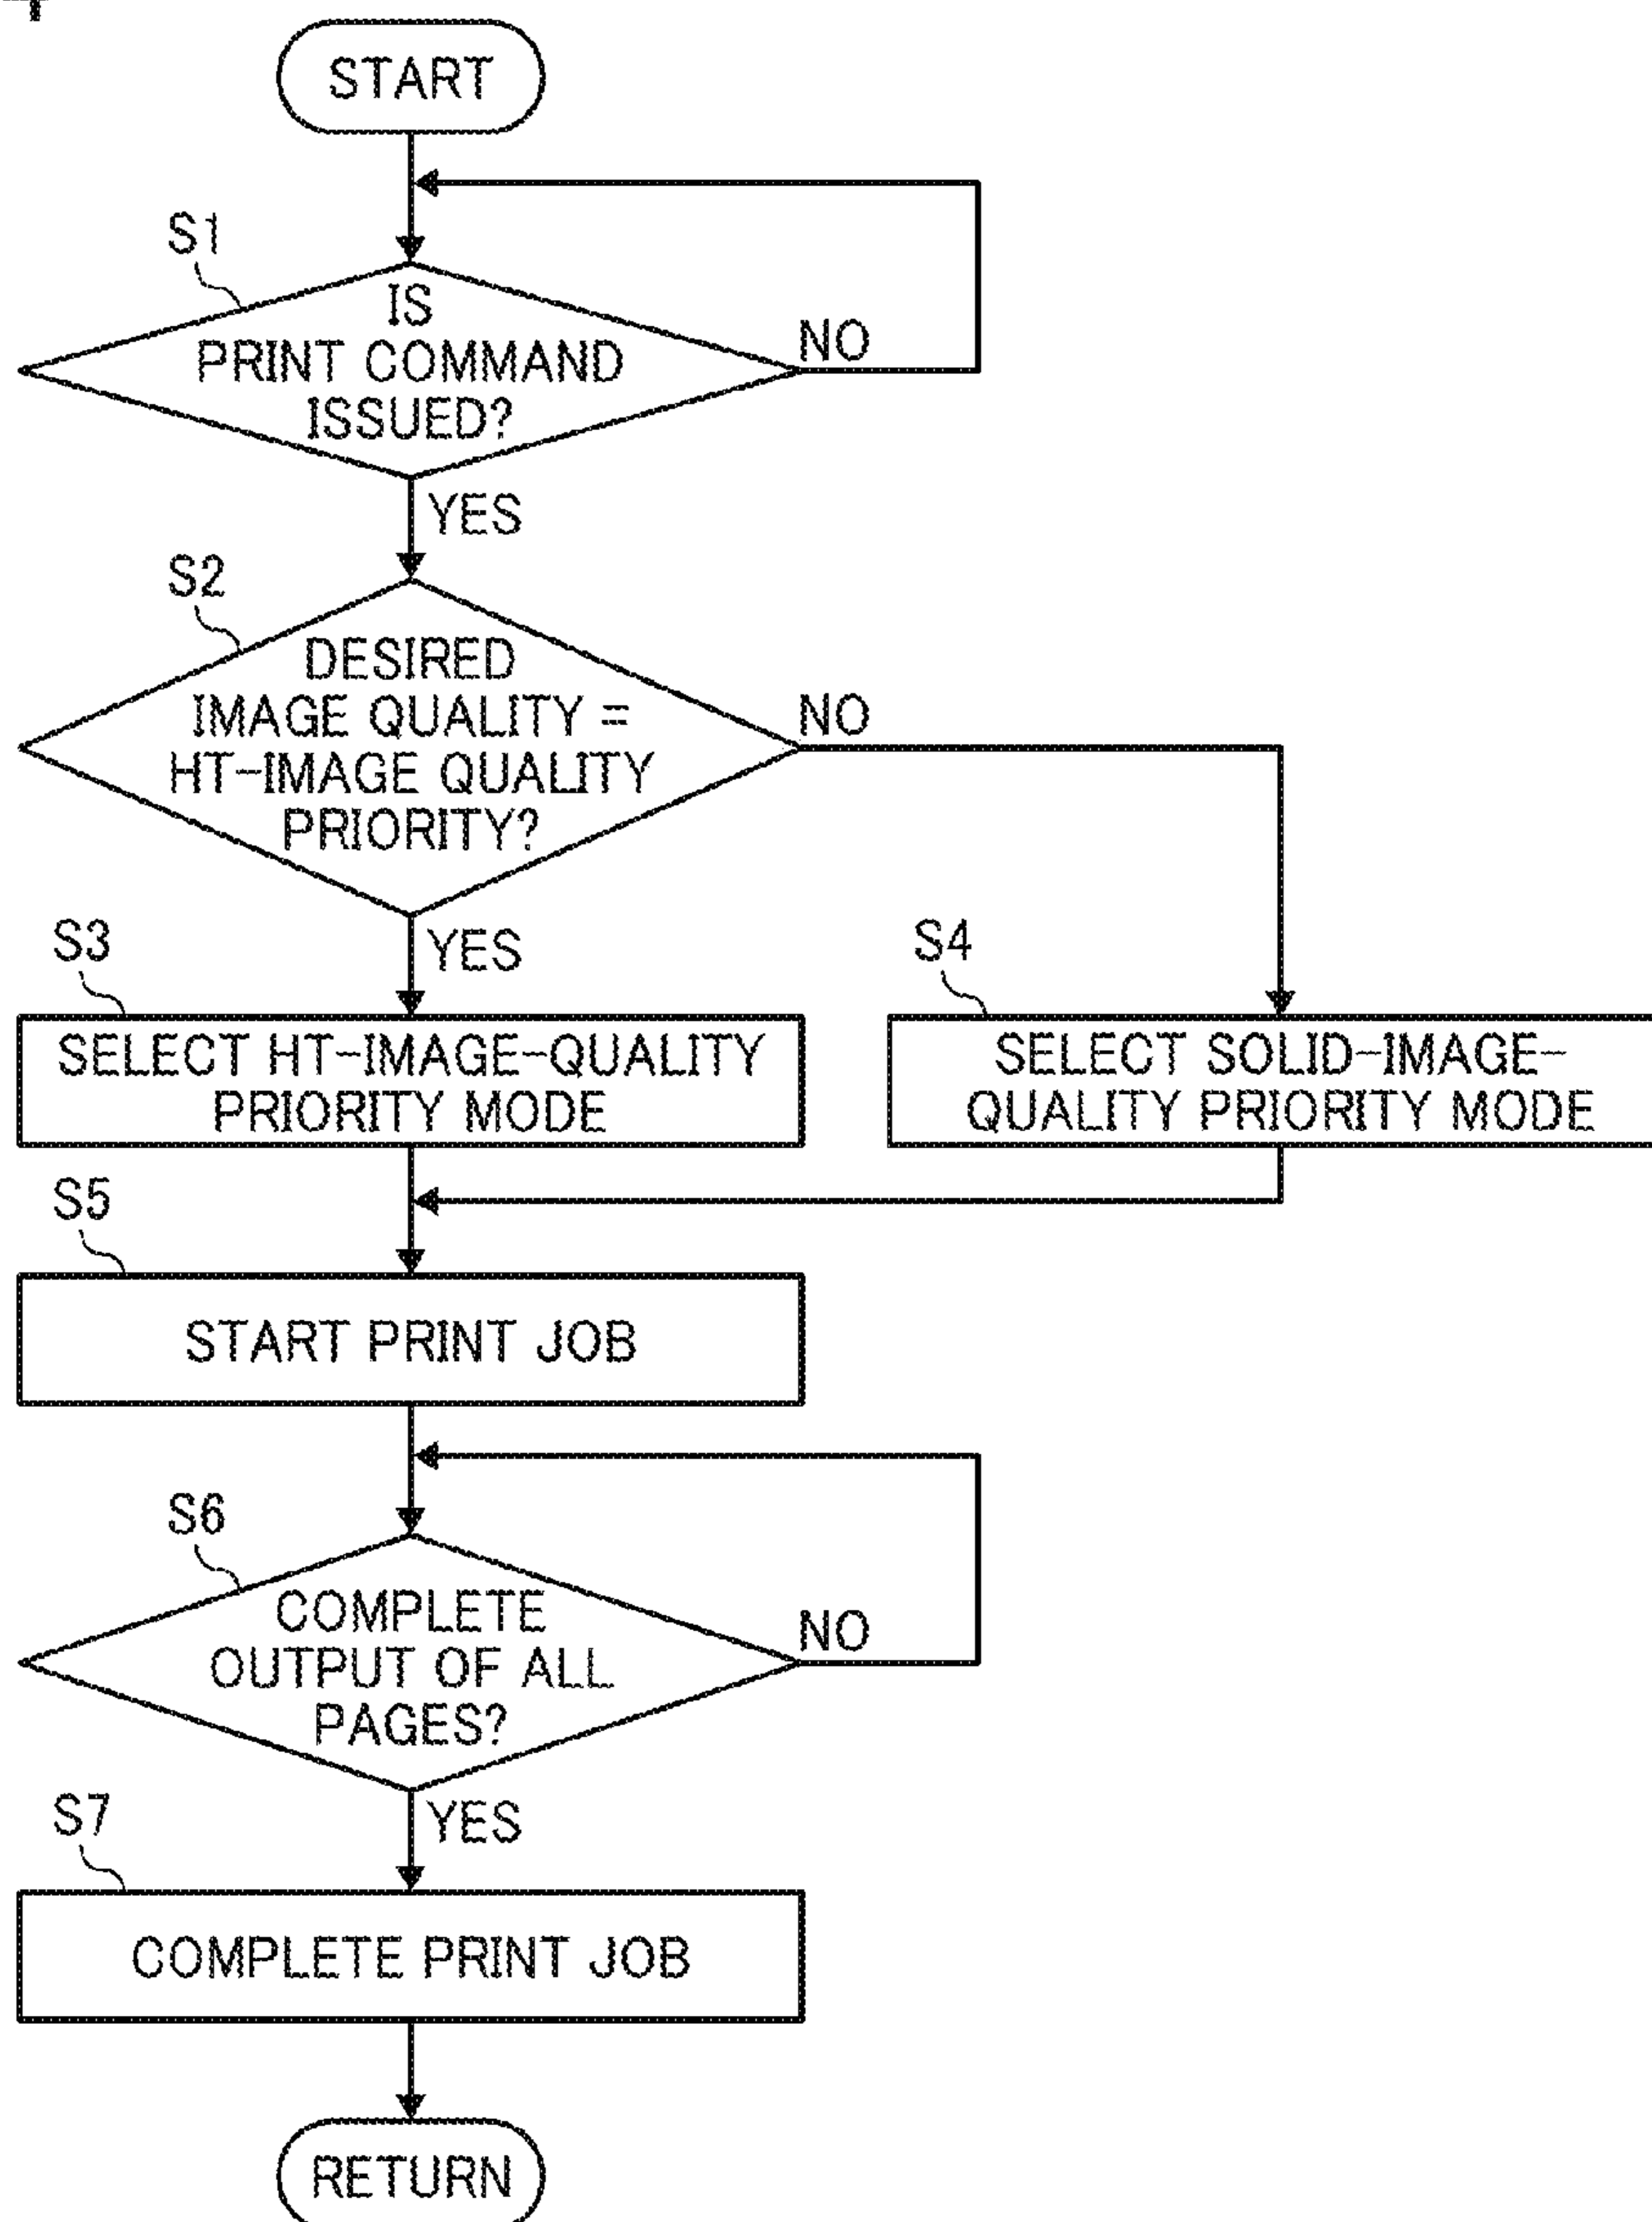 START
S1
IS
PRINT COMMAND
ISSUED?
NO
YES
S2
DESIRED
IMAGE QUALITY =
HT-IMAGE QUALITY
PRIORITY?
NO
YES
S3
SELECT HT-IMAGE-QUALITY
PRIORITY MODE
S4
SELECT SOLID-IMAGE-
QUALITY PRIORITY MODE
S5
START PRINT JOB
S6
COMPLETE
OUTPUT OF ALL
PAGES?
NO
YES
S7
COMPLETE PRINT JOB
RETURN